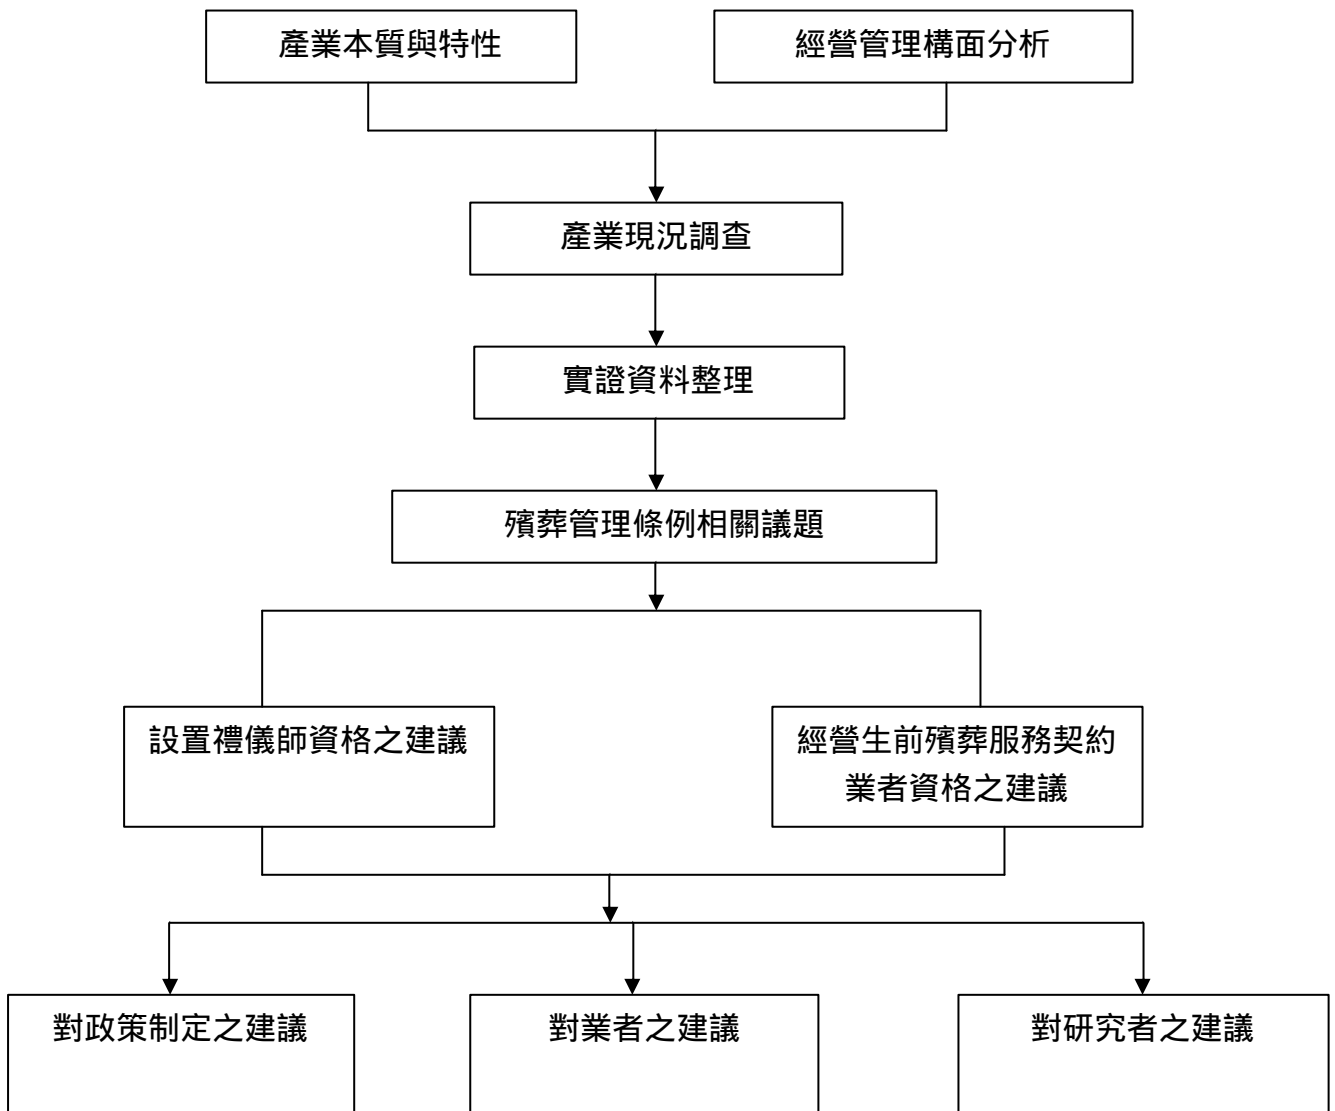 產業本質與特性
經營管理構面分析
產業現況調查
實證資料整理
殯葬管理條例相關議題
設置禮儀師資格之建議
經營生前殯葬服務契約
業者資格之建議
對政策制定之建議
對業者之建議
對研究者之建議